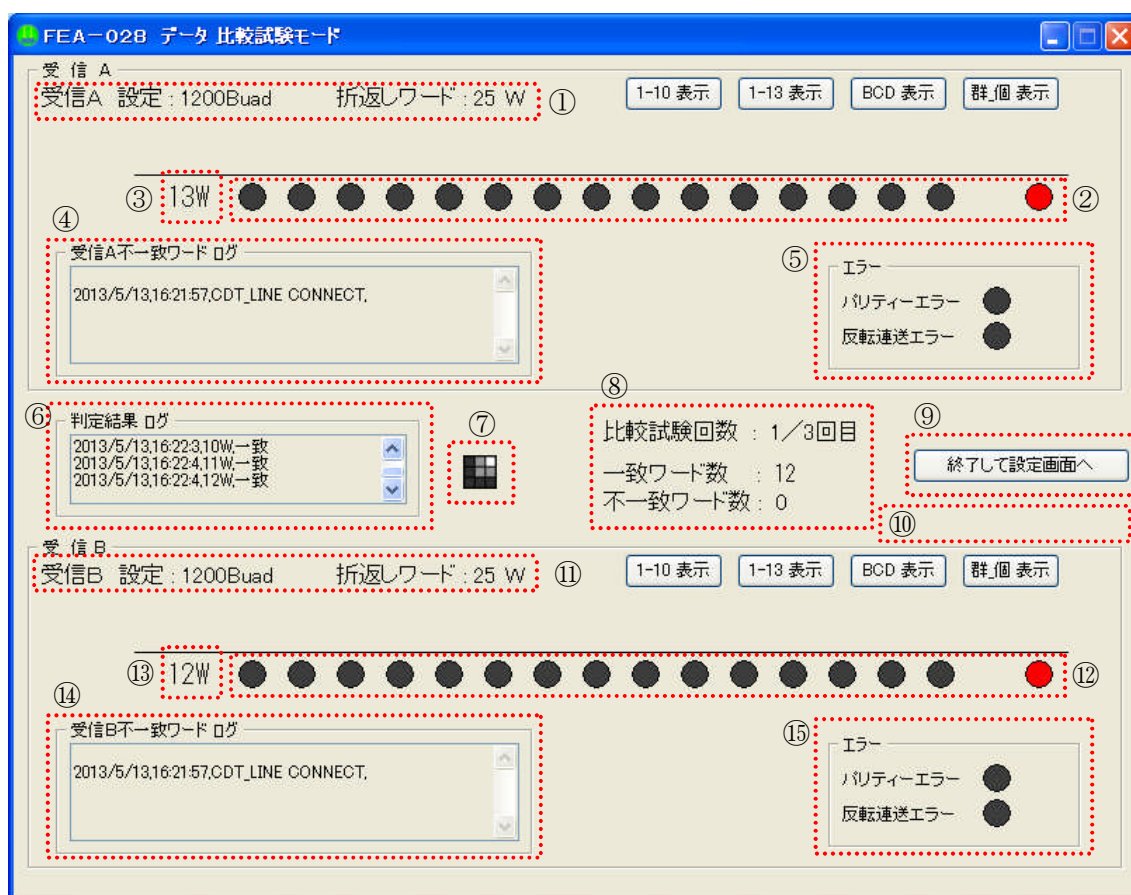 FEA-028 データ 比較試験モード
受 信 A
受信A 設定 : 1200Buad 折返しワード : 25 W ① 1-10 表示 1-13 表示 BCD 表示 群_個 表示
③ 13W ②
④
受信A不一致ワード ログ
2013/5/13,16:21:57,CDT_LINE CONNECT,
⑤
エラー
パリティーエラー
反転連送エラー
⑥
判定結果 ログ
2013/5/13,16:22:3,10W,一致
2013/5/13,16:22:4,11W,一致
2013/5/13,16:22:4,12W,一致
⑦
⑧
比較試験回数 : 1/3回目
一致ワード数 : 12
不一致ワード数 : 0
⑨
終了して設定画面へ
⑩
受 信 B
受信B 設定 : 1200Buad 折返しワード : 25 W ⑪ 1-10 表示 1-13 表示 BCD 表示 群_個 表示
⑬ 12W ⑫
⑭
受信B不一致ワード ログ
2013/5/13,16:21:57,CDT_LINE CONNECT,
⑮
エラー
パリティーエラー
反転連送エラー